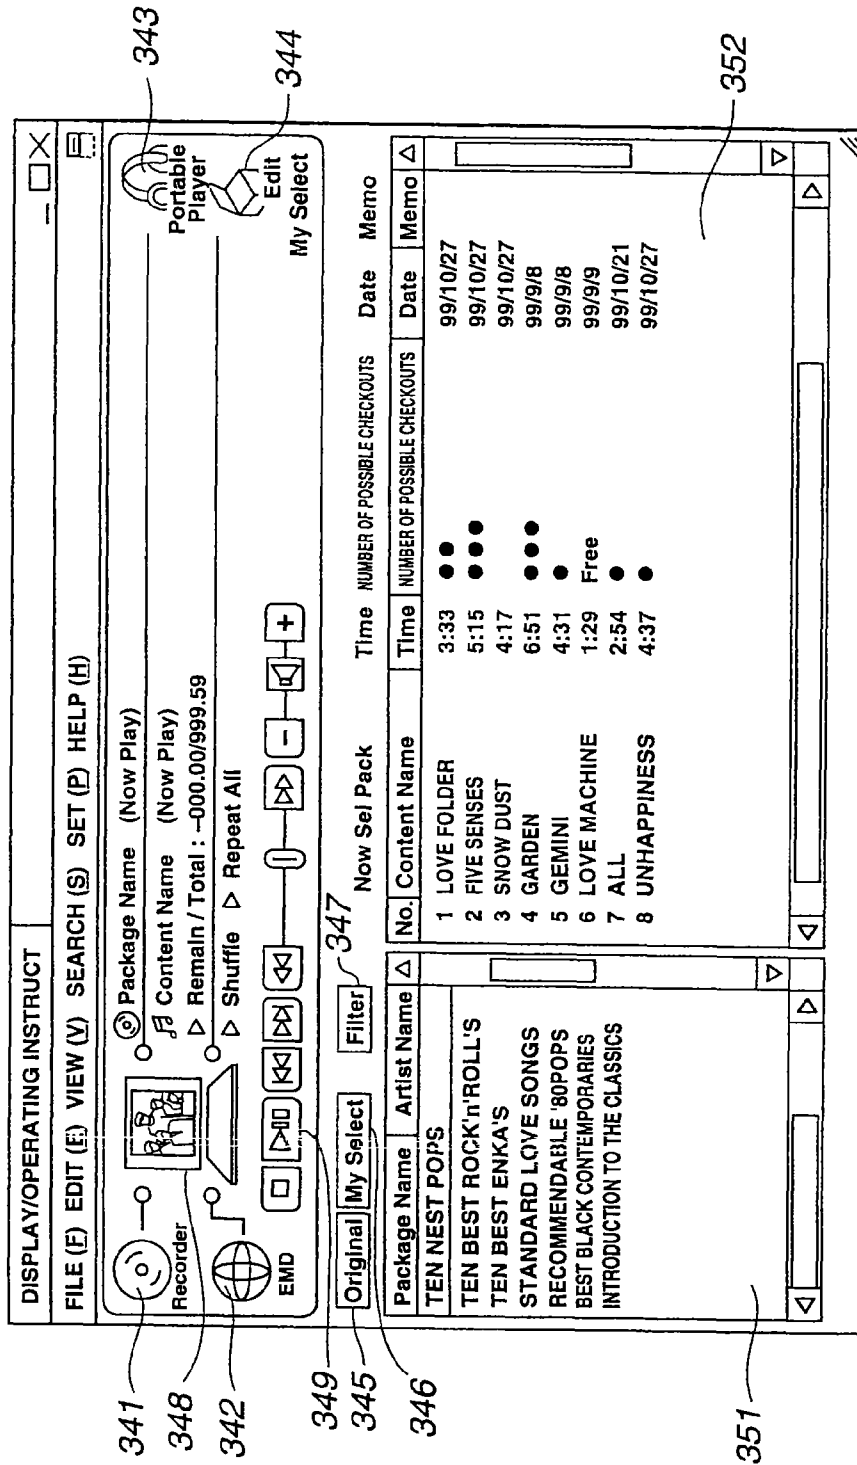 DISPLAY/OPERATING INSTRUCT
FILE (F) EDIT (E) VIEW (V) SEARCH (S) SET (P) HELP (H)
Recorder
EMD
Package Name (Now Play)
Content Name (Now Play)
Remain / Total : –000.00/999.59
Shuffle Repeat All
Portable
Player
Edit
My Select
Original My Select Filter
Now Sel Pack Time NUMBER OF POSSIBLE CHECKOUTS Date Memo
Package Name Artist Name
TEN NEST POPS
TEN BEST ROCK'n'ROLL'S
TEN BEST ENKA'S
STANDARD LOVE SONGS
RECOMMENDABLE '80POPS
BEST BLACK CONTEMPORARIES
INTRODUCTION TO THE CLASSICS
No. Content Name Time NUMBER OF POSSIBLE CHECKOUTS Date Memo
1 LOVE FOLDER 3:33 ●● 99/10/27
2 FIVE SENSES 5:15 ●●● 99/10/27
3 SNOW DUST 4:17 99/10/27
4 GARDEN 6:51 ●●● 99/9/8
5 GEMINI 4:31 ● 99/9/8
6 LOVE MACHINE 1:29 Free 99/9/9
7 ALL 2:54 ● 99/10/21
8 UNHAPPINESS 4:37 ● 99/10/27
341
348
342
349
345
346
347
343
344
351
352